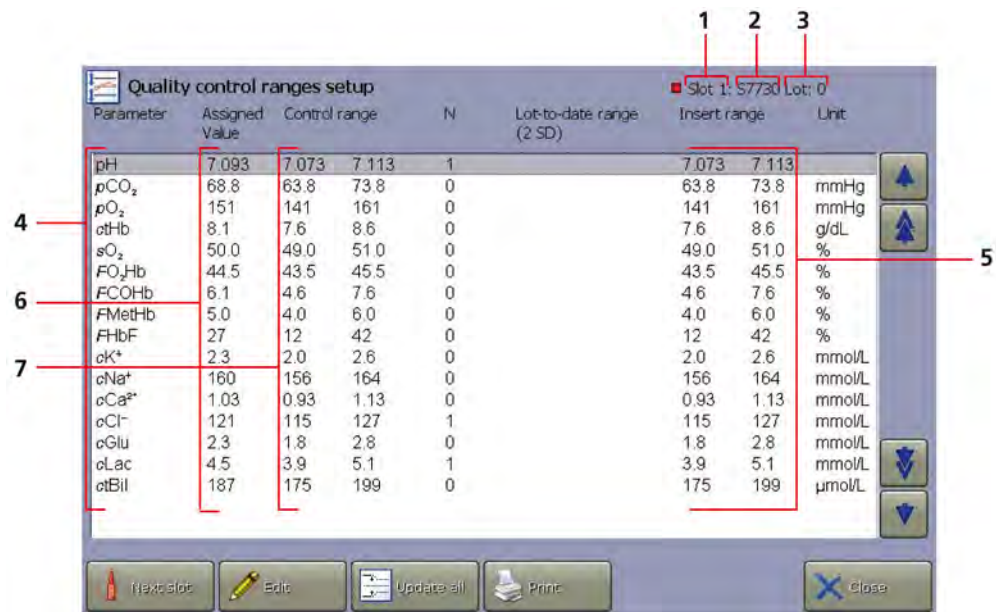 1 2 3
Quality control ranges setup Slot 1: S7730 Lot: 0
Parameter Assigned Value Control range N Lot-to-date range (2 SD) Insert range Unit
pH 7.093 7.073 7.113 1 7.073 7.113
pCO₂ 68.8 63.8 73.8 0 63.8 73.8 mmHg
pO₂ 151 141 161 0 141 161 mmHg
4
ctHb 8.1 7.6 8.6 0 7.6 8.6 g/dL
sO₂ 50.0 49.0 51.0 0 49.0 51.0 %
5
FO₂Hb 44.5 43.5 45.5 0 43.5 45.5 %
6
FCOHb 6.1 4.6 7.6 0 4.6 7.6 %
FMetHb 5.0 4.0 6.0 0 4.0 6.0 %
FHbF 27 12 42 0 12 42 %
7
cK⁺ 2.3 2.0 2.6 0 2.0 2.6 mmol/L
cNa⁺ 160 156 164 0 156 164 mmol/L
cCa²⁺ 1.03 0.93 1.13 0 0.93 1.13 mmol/L
cCl⁻ 121 115 127 1 115 127 mmol/L
cGlu 2.3 1.8 2.8 0 1.8 2.8 mmol/L
cLac 4.5 3.9 5.1 1 3.9 5.1 mmol/L
ctBil 187 175 199 0 175 199 µmol/L
Next slot Edit Update all Print Close